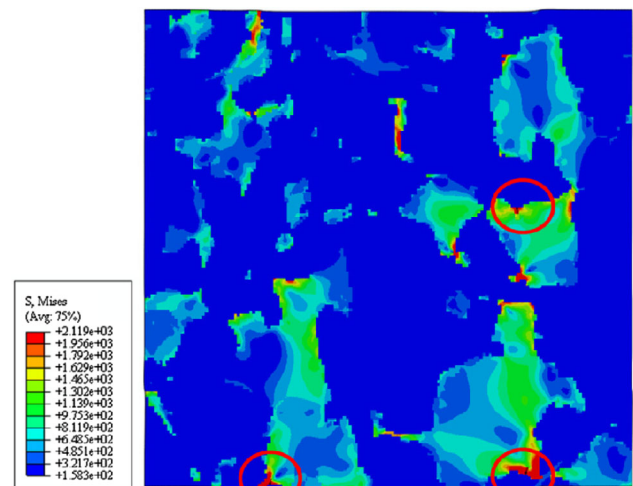 S, Mises
(Avg: 75%)
+2.119e+03
+1.956e+03
+1.792e+03
+1.629e+03
+1.465e+03
+1.302e+03
+1.139e+03
+9.753e+02
+8.119e+02
+6.485e+02
+4.851e+02
+3.217e+02
+1.583e+02